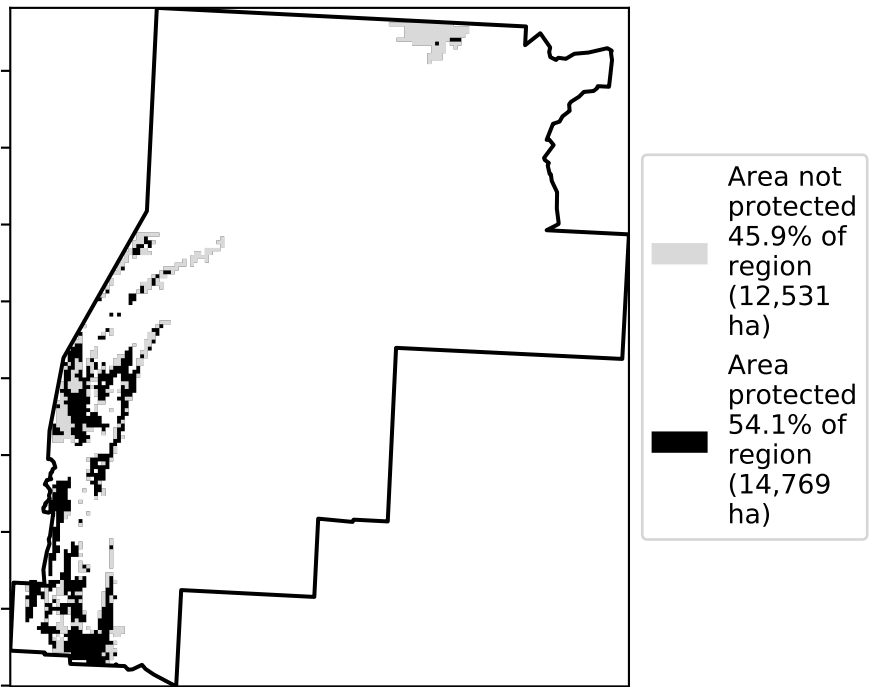 Area not
protected
45.9% of
region
(12,531
ha)
Area
protected
54.1% of
region
(14,769
ha)